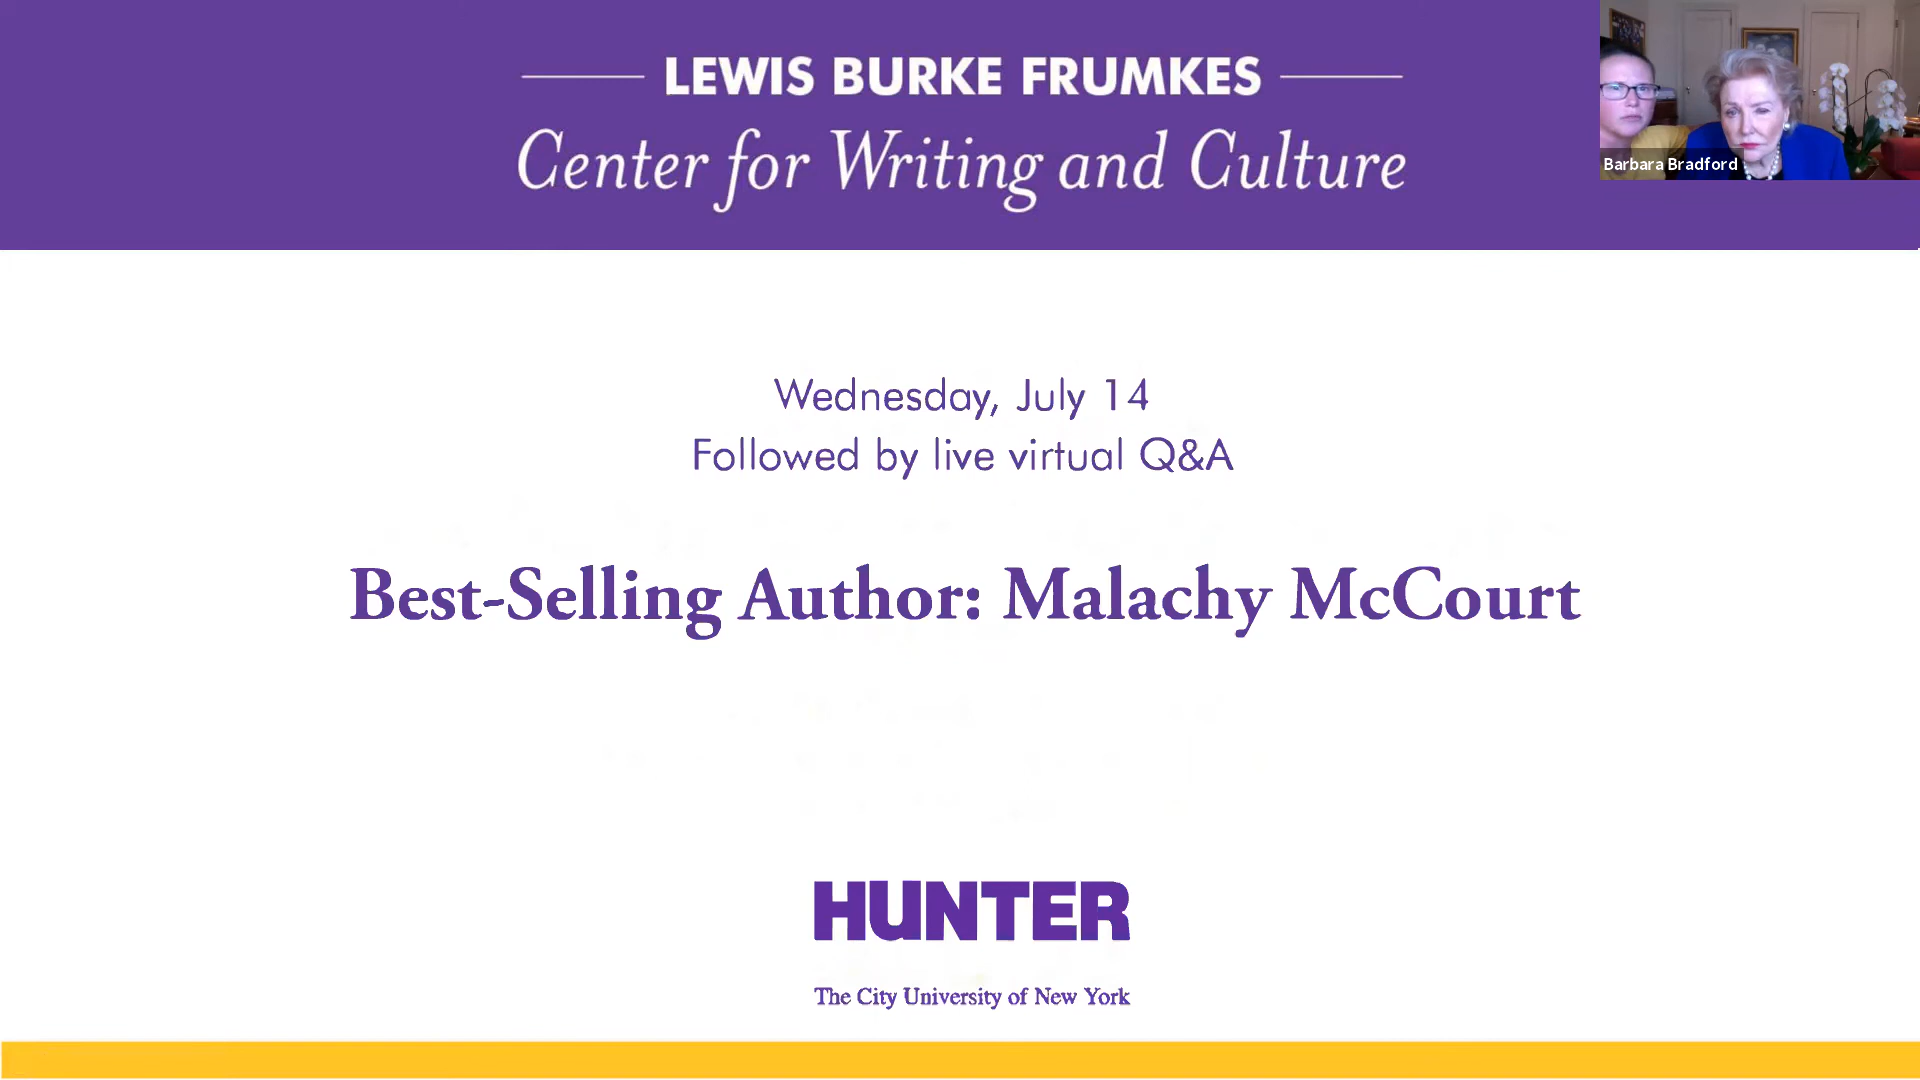 LEWIS BURKE FRUMKES
Center for Writing and Culture
Barbara Bradford
Wednesday, July 14
Followed by live virtual Q&A
Best-Selling Author: Malachy McCourt
HUNTER
The City University of New York